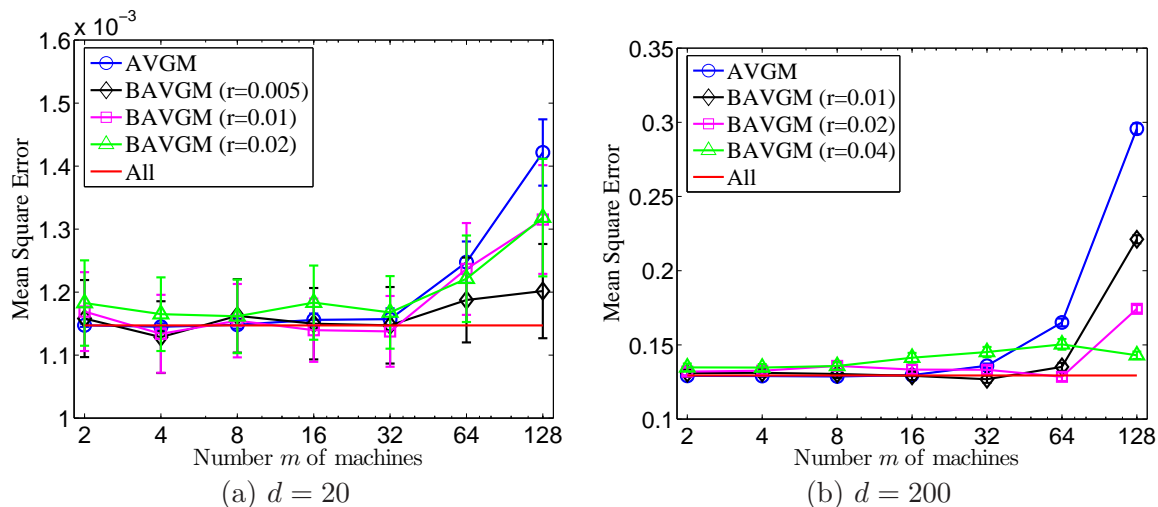 x 10⁻³
1.6
1.5
1.4
1.3
1.2
1.1
1
Mean Square Error
AVGM
BAVGM (r=0.005)
BAVGM (r=0.01)
BAVGM (r=0.02)
All
2 4 8 16 32 64 128
Number m of machines
(a) d = 20
0.35
0.3
0.25
0.2
0.15
0.1
Mean Square Error
AVGM
BAVGM (r=0.01)
BAVGM (r=0.02)
BAVGM (r=0.04)
All
2 4 8 16 32 64 128
Number m of machines
(b) d = 200